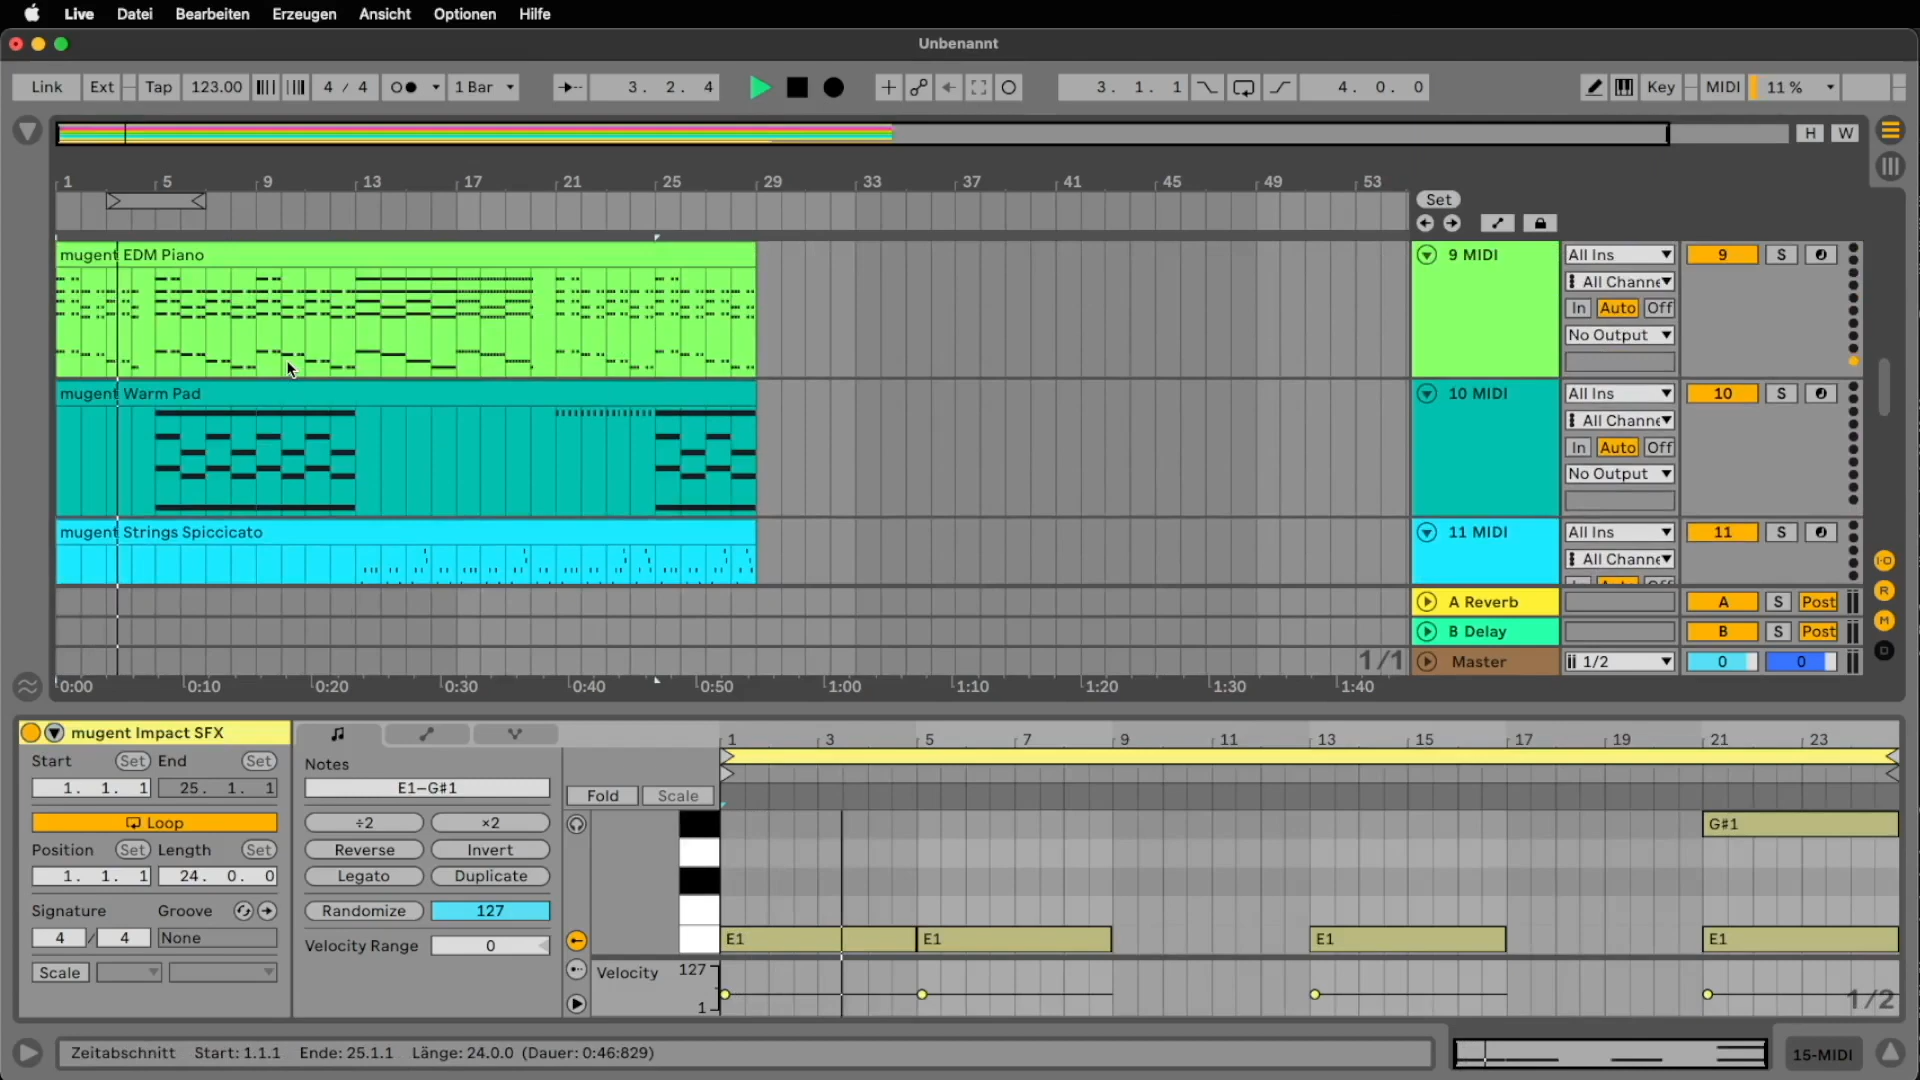 Live Datei Bearbeiten Erzeugen Ansicht Optionen Hilfe
Unbenannt
Link Ext Tap 123.00 4 / 4 1 Bar 3. 2. 4 3. 1. 1 4. 0. 0 Key MIDI 11 %
H W
1 5 9 13 17 21 25 29 33 37 41 45 49 53
Set
mugent EDM Piano
9 MIDI All Ins 9 S
All Channe
In Auto Off
No Output
mugent Warm Pad
10 MIDI All Ins 10 S
All Channe
In Auto Off
No Output
mugent Strings Spiccicato
11 MIDI All Ins 11 S
All Channe
A Reverb A S Post
B Delay B S Post
1/1 Master 1/2 0 0
I·O
R
M
D
0:00 0:10 0:20 0:30 0:40 0:50 1:00 1:10 1:20 1:30 1:40
mugent Impact SFX
Start Set End Set
1. 1. 1 25. 1. 1
Loop
Position Set Length Set
1. 1. 1 24. 0. 0
Signature Groove
4 / 4 None
Scale
Notes
E1–G#1
÷2 ×2
Reverse Invert
Legato Duplicate
Randomize 127
Velocity Range 0
Fold Scale
1 3 5 7 9 11 13 15 17 19 21 23
G#1
E1 E1 E1 E1
Velocity 127
1
1/2
Zeitabschnitt Start: 1.1.1 Ende: 25.1.1 Länge: 24.0.0 (Dauer: 0:46:829)
15-MIDI